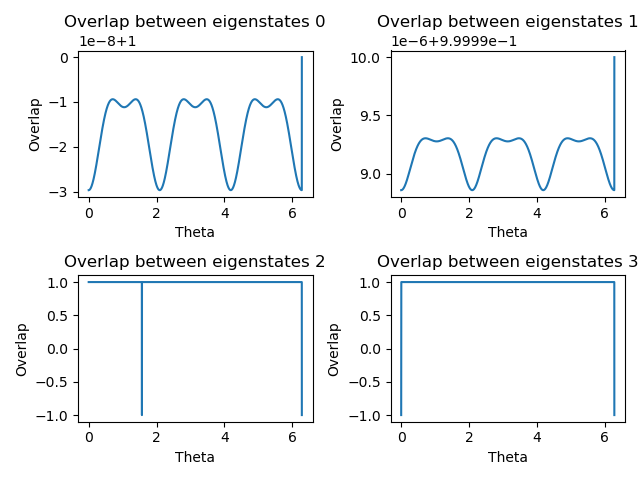 Overlap between eigenstates 0
1e−8+1
0
−1
−2
−3
Overlap
0 2 4 6
Theta
Overlap between eigenstates 1
1e−6+9.9999e−1
10.0
9.5
9.0
Overlap
0 2 4 6
Theta
Overlap between eigenstates 2
1.0
0.5
0.0
−0.5
−1.0
Overlap
0 2 4 6
Theta
Overlap between eigenstates 3
1.0
0.5
0.0
−0.5
−1.0
Overlap
0 2 4 6
Theta